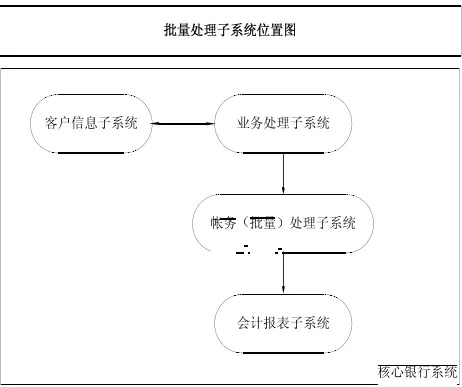 批量处理子系统位置图
客户信息子系统
业务处理子系统
帐务（批量）处理子系统
会计报表子系统
核心银行系统